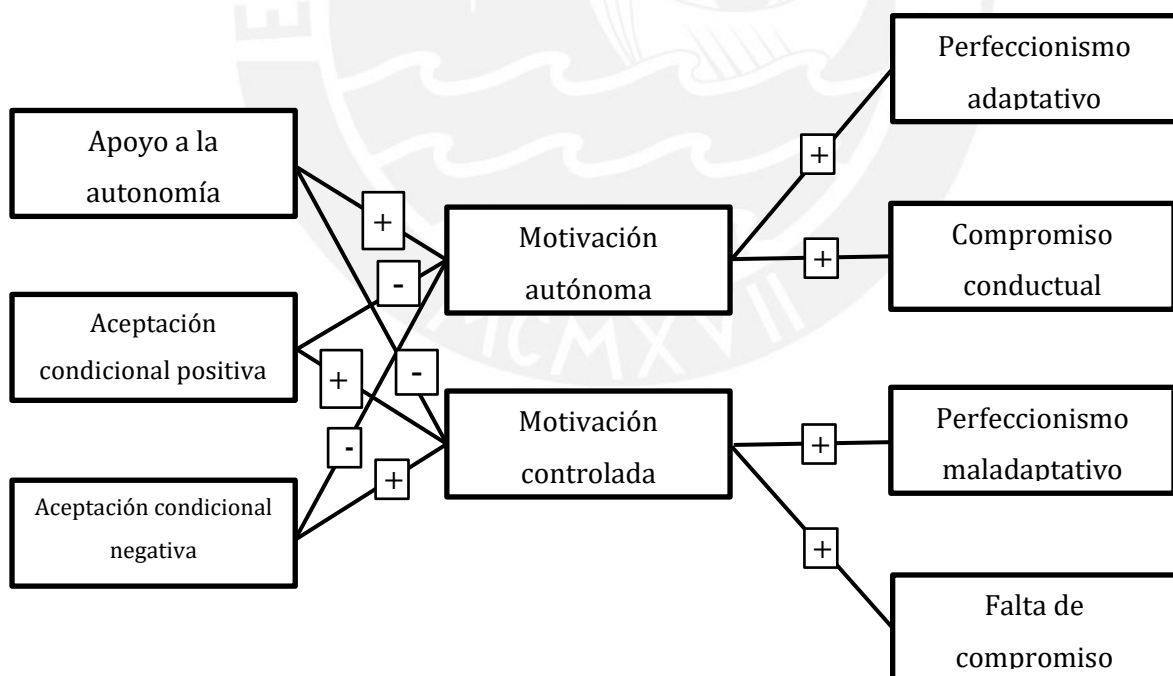 Perfeccionismo
adaptativo
Apoyo a la
autonomía
+
+
Motivación
autónoma
+
Compromiso
conductual
-
Aceptación
condicional positiva
+
-
Motivación
controlada
+
Perfeccionismo
maladaptativo
-
+
Aceptación condicional
negativa
+
Falta de
compromiso
MCMXVII
E